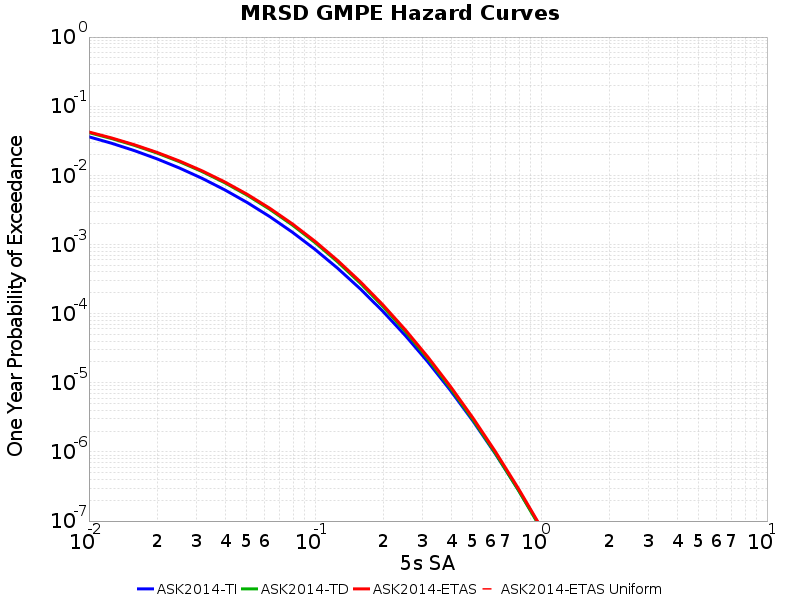 MRSD GMPE Hazard Curves
One Year Probability of Exceedance
10^0
10^-1
10^-2
10^-3
10^-4
10^-5
10^-6
10^-7
10^-2 2 3 4 5 6 10^-1 2 3 4 5 6 7 10^0 2 3 4 5 6 7 10^1
5s SA
ASK2014-TI ASK2014-TD ASK2014-ETAS ASK2014-ETAS Uniform